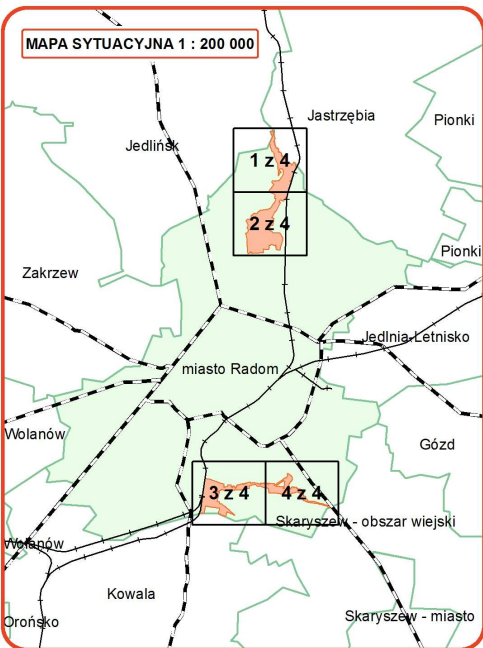 MAPA SYTUACYJNA 1 : 200 000
Jastrzębia
Pionki
Jedlińsk
1 z 4
2 z 4
Pionki
Zakrzew
Jedlnia-Letnisko
miasto Radom
Wolanów
Gózd
3 z 4
4 z 4
Skaryszew - obszar wiejski
Wolanów
Kowala
Orońsko
Skaryszew - miasto